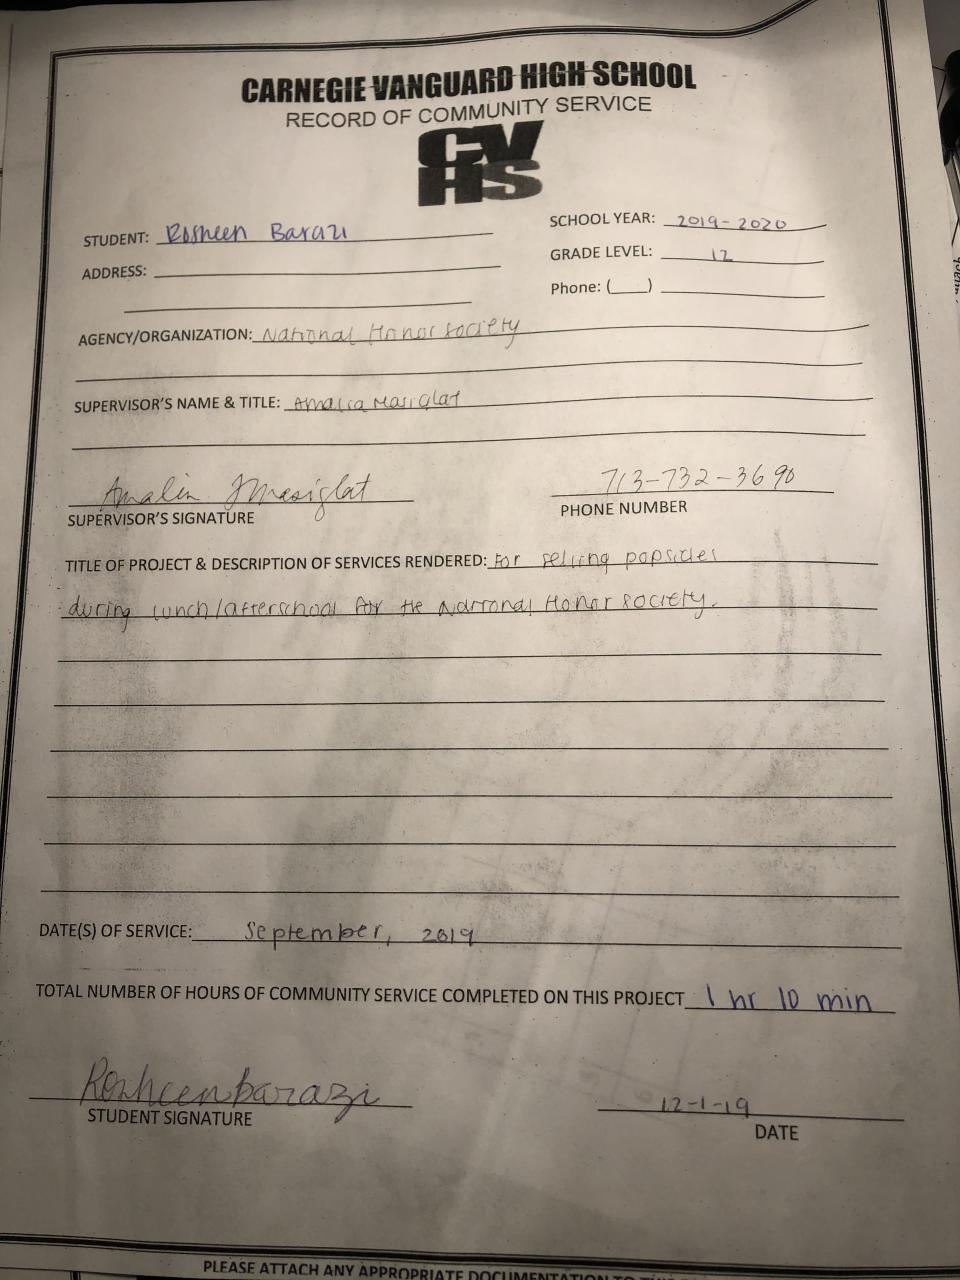 CARNEGIE VANGUARD HIGH SCHOOL
RECORD OF COMMUNITY SERVICE
CV
HS
STUDENT: Rosheen Barazi
SCHOOL YEAR: 2019-2020
ADDRESS:
GRADE LEVEL: 12
Phone: (___)
AGENCY/ORGANIZATION: National Honor Society
SUPERVISOR'S NAME & TITLE: Amalia Masiglat
Amalia Masiglat
713-732-3690
SUPERVISOR'S SIGNATURE
PHONE NUMBER
TITLE OF PROJECT & DESCRIPTION OF SERVICES RENDERED: For selling popsicles
during lunch/afterschool for the National Honor Society.
DATE(S) OF SERVICE: September, 2019
TOTAL NUMBER OF HOURS OF COMMUNITY SERVICE COMPLETED ON THIS PROJECT 1 hr 10 min
Rosheen Barazi
12-1-19
STUDENT SIGNATURE
DATE
PLEASE ATTACH ANY APPROPRIATE DOCUMENTATION TO